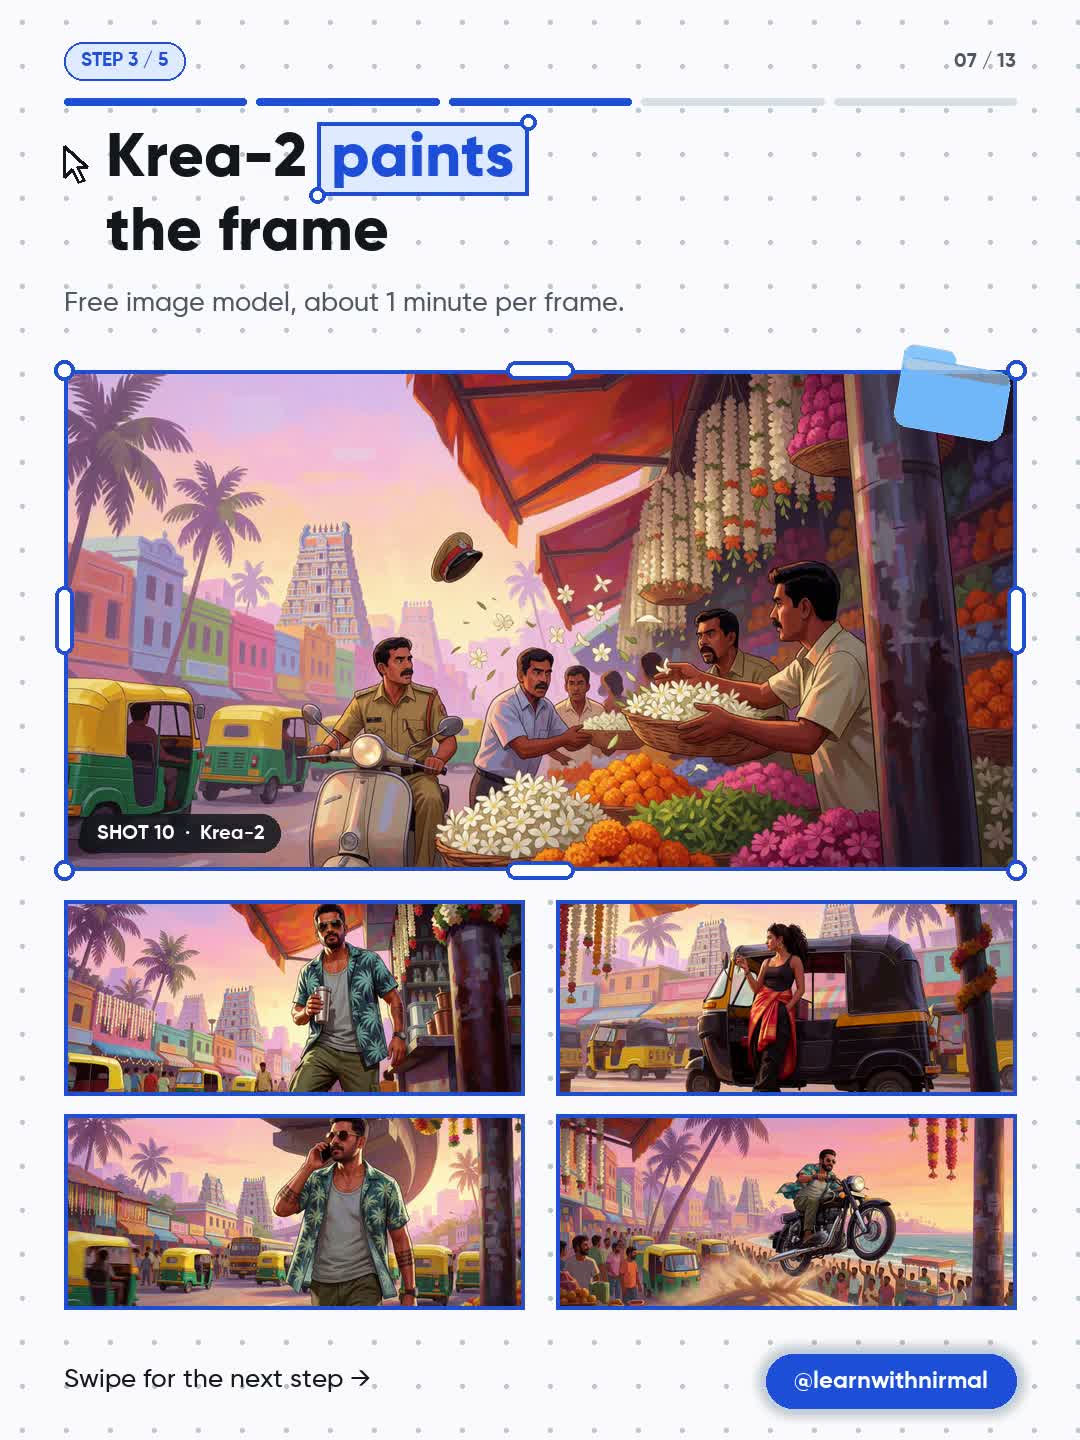 STEP 3 / 5
07 / 13
Krea-2 paints
the frame
Free image model, about 1 minute per frame.
SHOT 10 · Krea-2
Swipe for the next step →
@learnwithnirmal